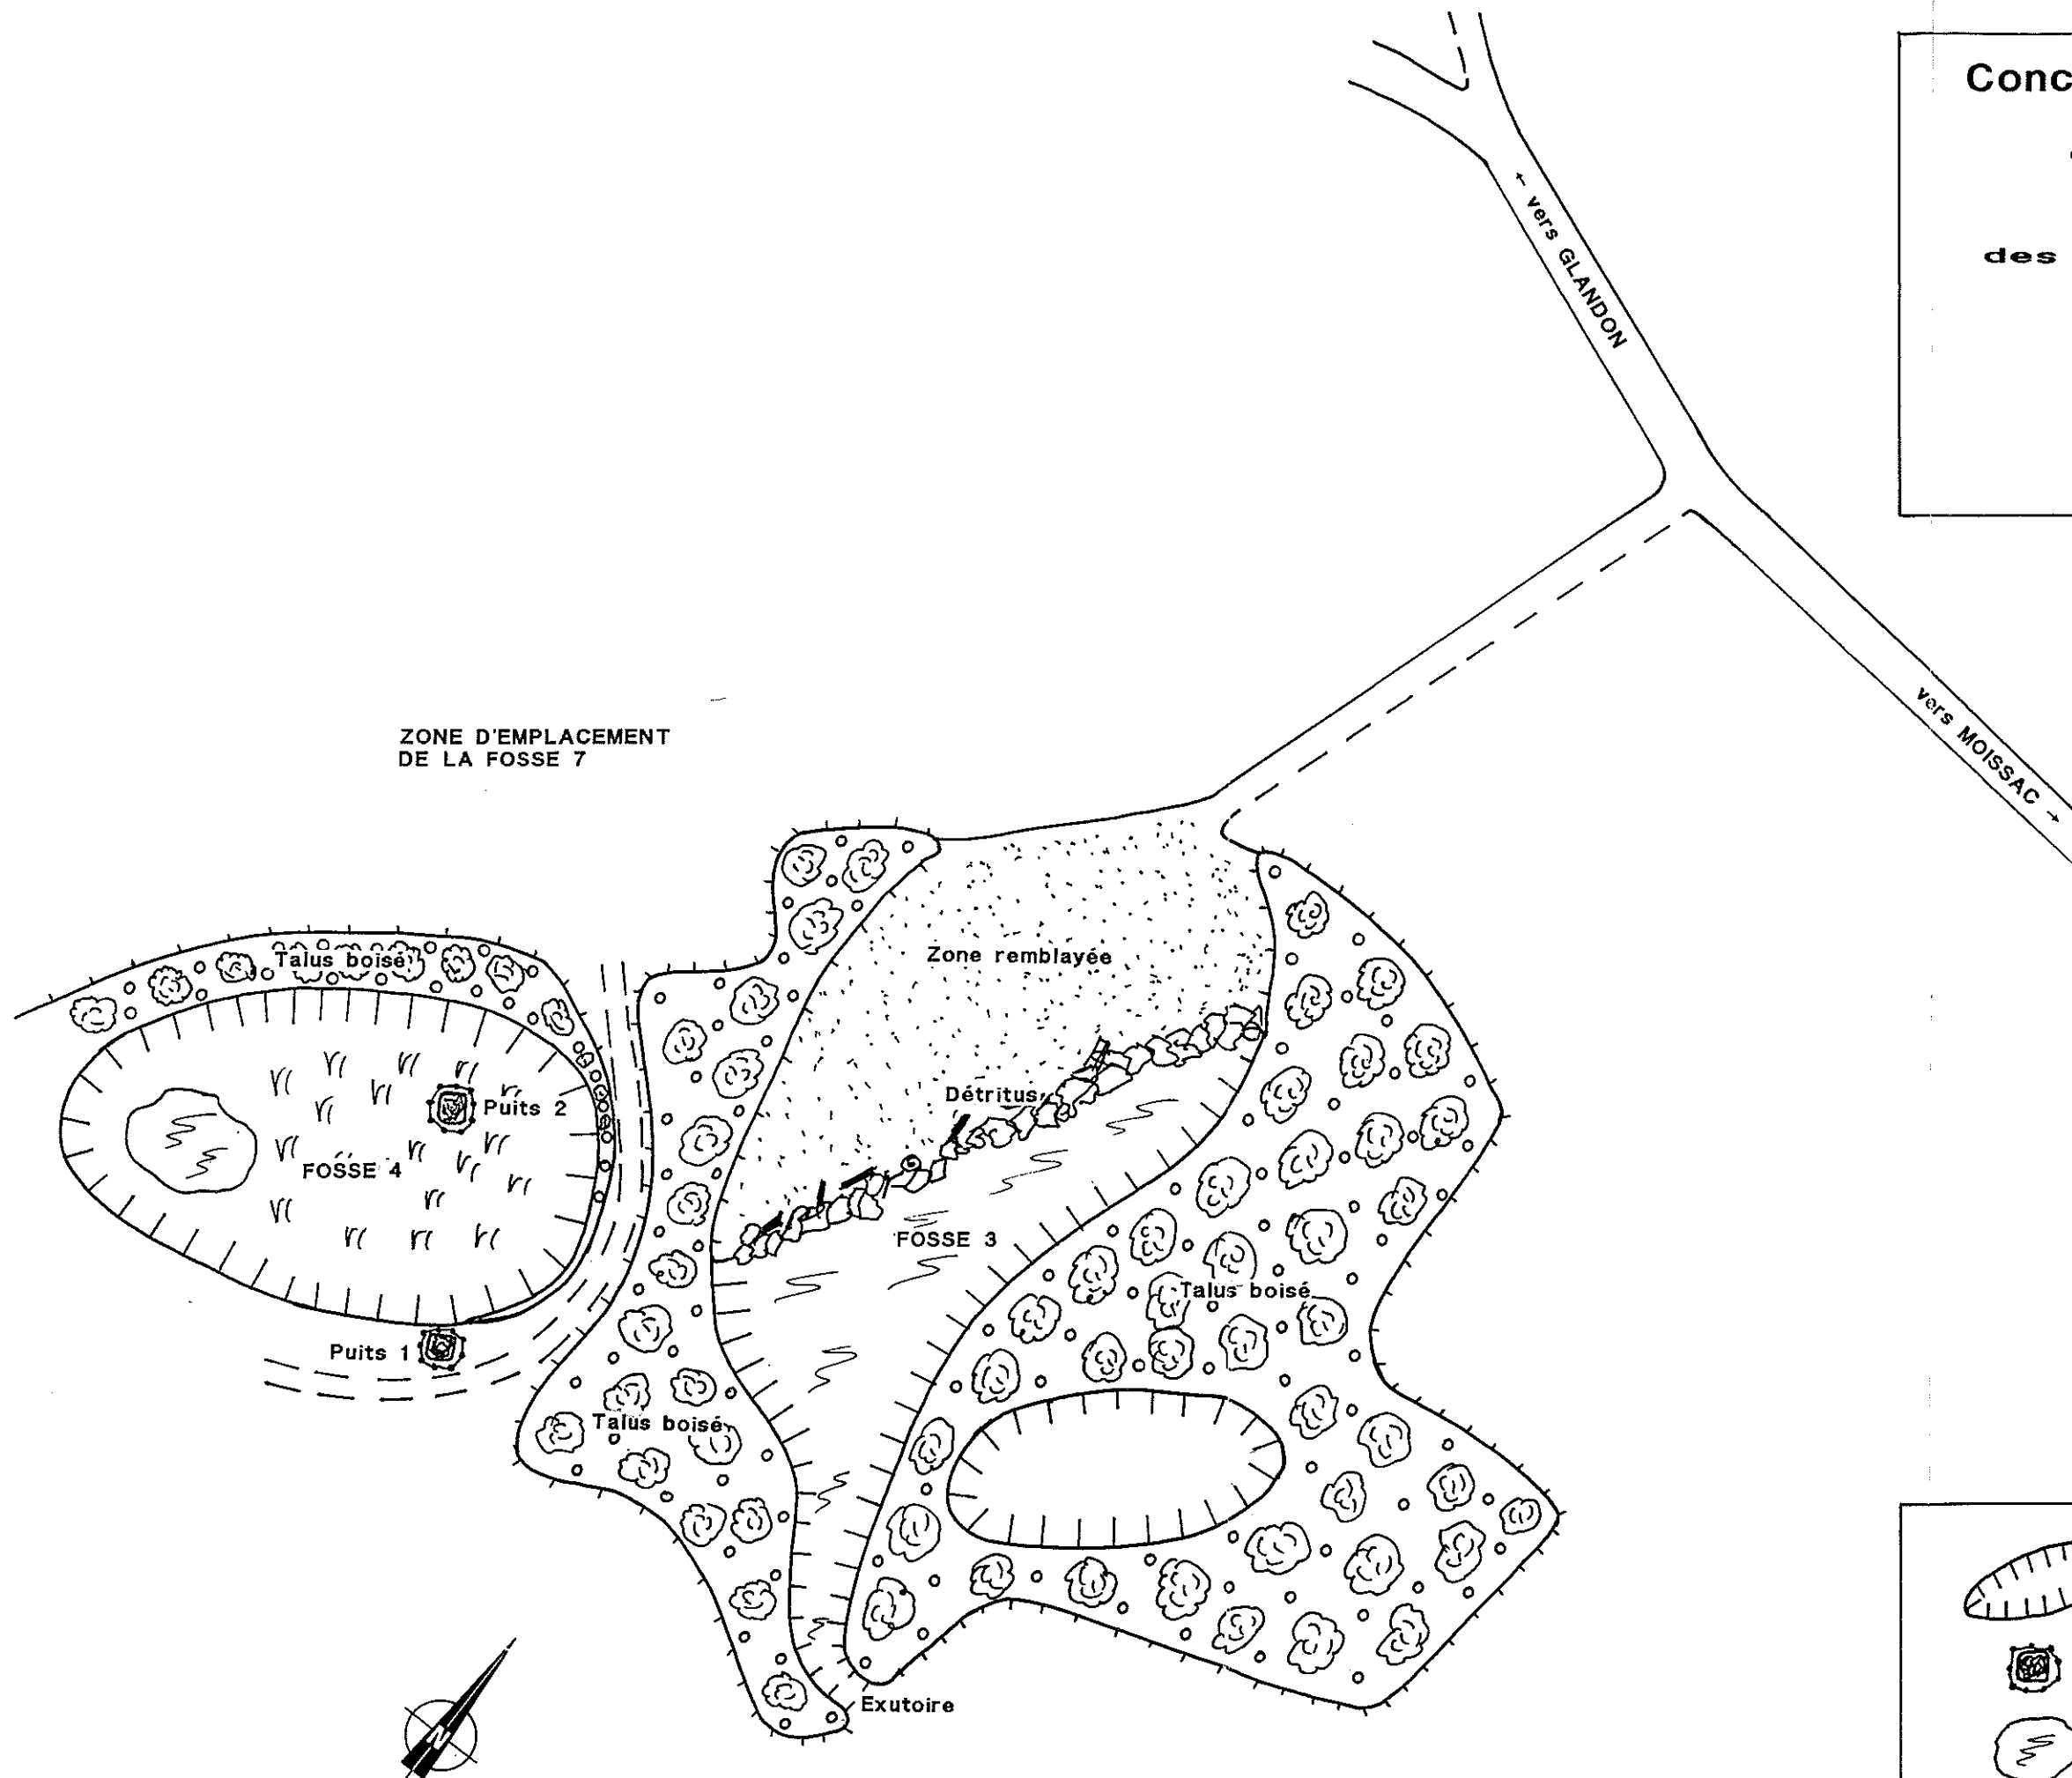 Conc
des
← vers GLANDON
vers MOISSAC →
ZONE D'EMPLACEMENT
DE LA FOSSE 7
Talus boisé
Zone remblayée
Détritus
Puits 2
FOSSE 4
FOSSE 3
Talus boisé
Puits 1
Talus boisé
Exutoire